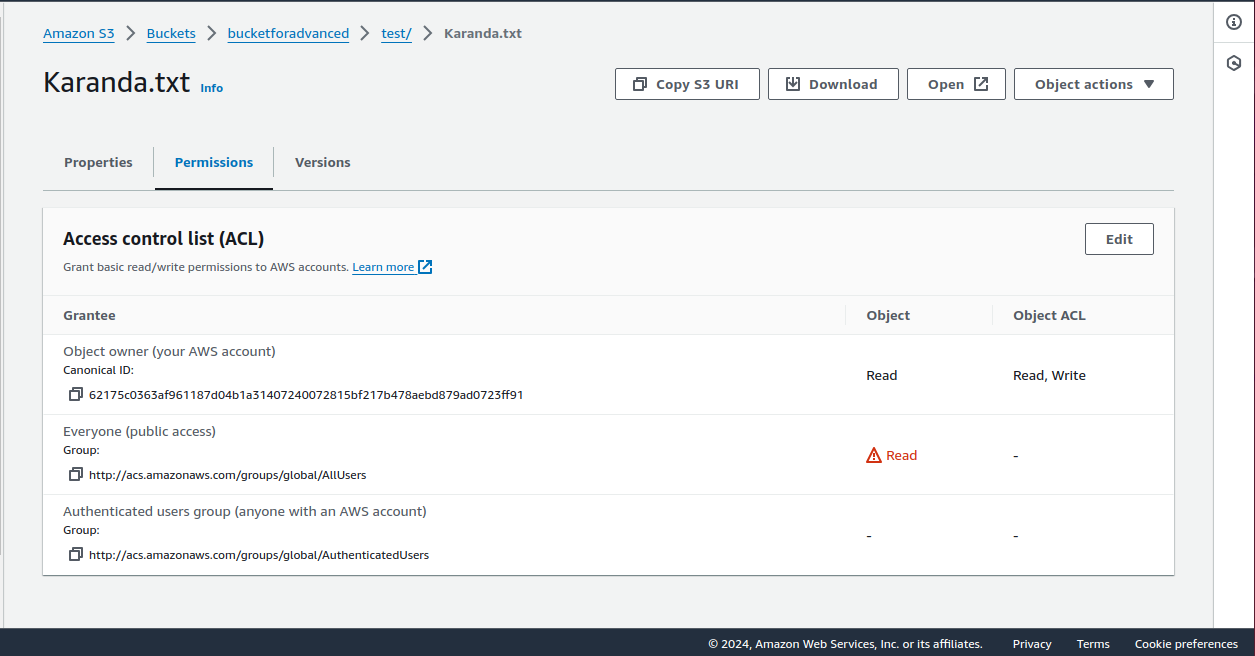 Amazon S3 > Buckets > bucketforadvanced > test/ > Karanda.txt
Karanda.txt Info
Copy S3 URI Download Open Object actions
Properties Permissions Versions
Access control list (ACL)
Edit
Grant basic read/write permissions to AWS accounts. Learn more
Grantee Object Object ACL
Object owner (your AWS account)
Canonical ID:
62175c0363af961187d04b1a31407240072815bf217b478aebd879ad0723ff91
Read Read, Write
Everyone (public access)
Group:
http://acs.amazonaws.com/groups/global/AllUsers
Read -
Authenticated users group (anyone with an AWS account)
Group:
http://acs.amazonaws.com/groups/global/AuthenticatedUsers
- -
© 2024, Amazon Web Services, Inc. or its affiliates. Privacy Terms Cookie preferences